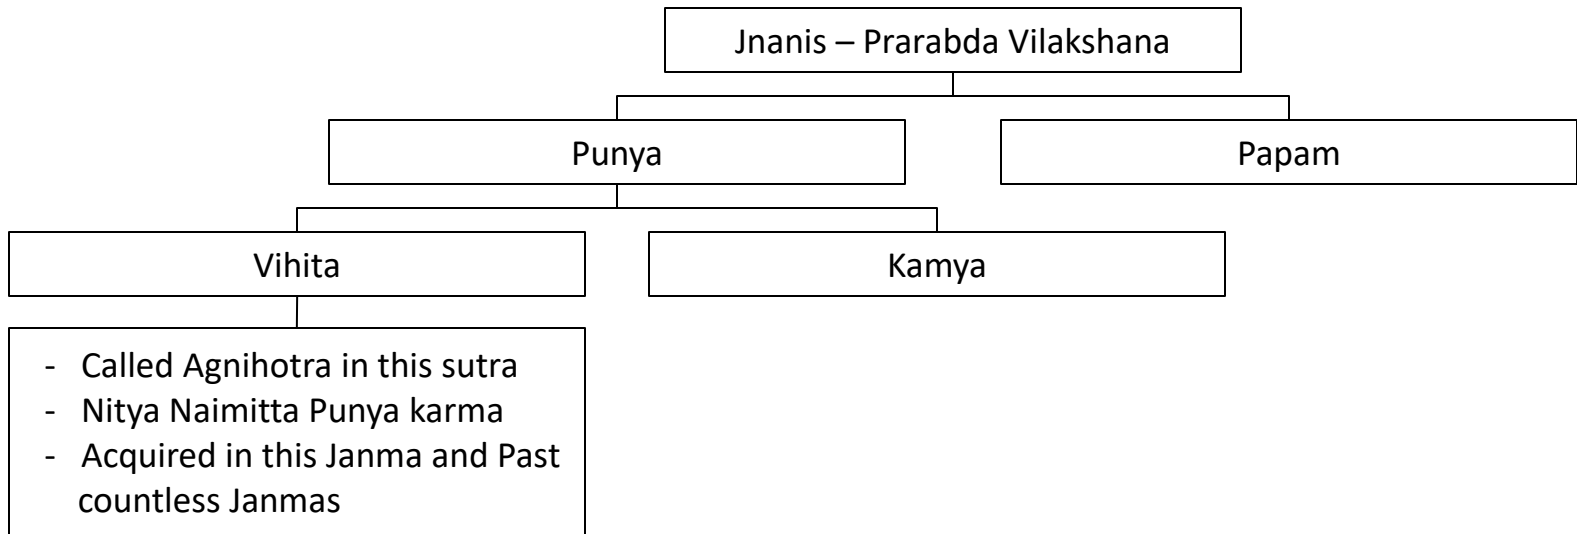 Jnanis – Prarabda Vilakshana
Punya
Papam
Vihita
Kamya
- Called Agnihotra in this sutra
- Nitya Naimitta Punya karma
- Acquired in this Janma and Past
countless Janmas